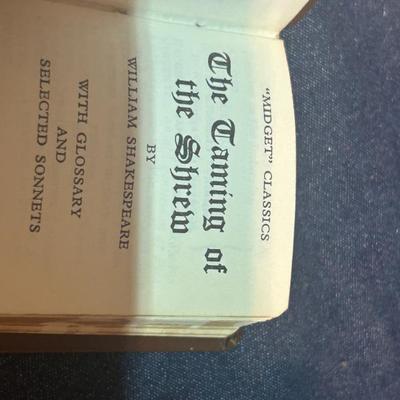 "MIDGET" CLASSICS
The Taming of
the Shrew
BY
WILLIAM SHAKESPEARE
WITH GLOSSARY
AND
SELECTED SONNETS